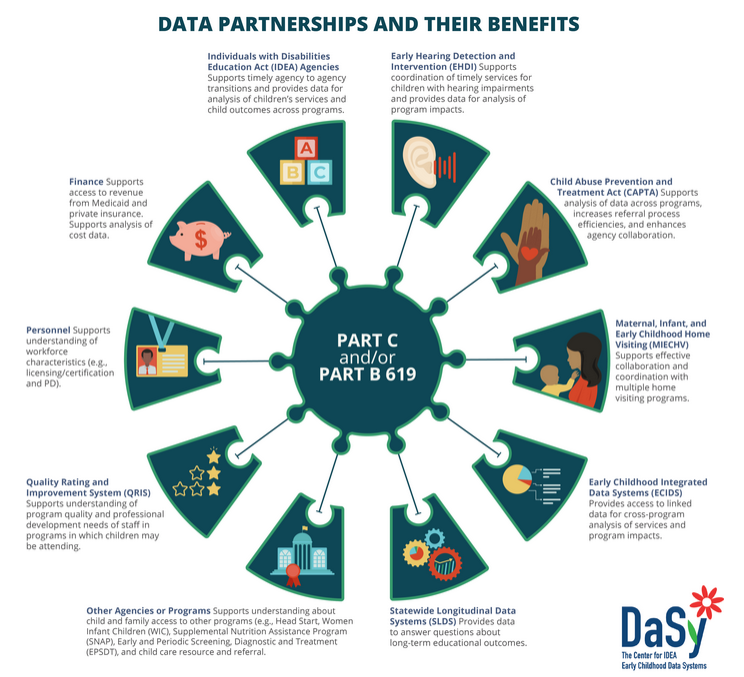 DATA PARTNERSHIPS AND THEIR BENEFITS
Individuals with Disabilities
Education Act (IDEA) Agencies
Supports timely agency to agency
transitions and provides data for
analysis of children's services and
child outcomes across programs.
Early Hearing Detection and
Intervention (EHDI) Supports
coordination of timely services for
children with hearing impairments
and provides data for analysis of
program impacts.
A
B C
Finance Supports
access to revenue
from Medicaid and
private insurance.
Supports analysis of
cost data.
$
Child Abuse Prevention and
Treatment Act (CAPTA) Supports
analysis of data across programs,
increases referral process
efficiencies, and enhances
agency collaboration.
Personnel Supports
understanding of
workforce
characteristics (e.g.,
licensing/certification
and PD).
PART C
and/or
PART B 619
Maternal, Infant, and
Early Childhood Home
Visiting (MIECHV)
Supports effective
collaboration and
coordination with
multiple home
visiting programs.
Quality Rating and
Improvement System (QRIS)
Supports understanding of
program quality and professional
development needs of staff in
programs in which children may
be attending.
Early Childhood Integrated
Data Systems (ECIDS)
Provides access to linked
data for cross-program
analysis of services and
program impacts.
Other Agencies or Programs Supports understanding about
child and family access to other programs (e.g., Head Start, Women
Infant Children (WIC), Supplemental Nutrition Assistance Program
(SNAP), Early and Periodic Screening, Diagnostic and Treatment
(EPSDT), and child care resource and referral.
Statewide Longitudinal Data
Systems (SLDS) Provides data
to answer questions about
long-term educational outcomes.
DaSy
The Center for IDEA
Early Childhood Data Systems